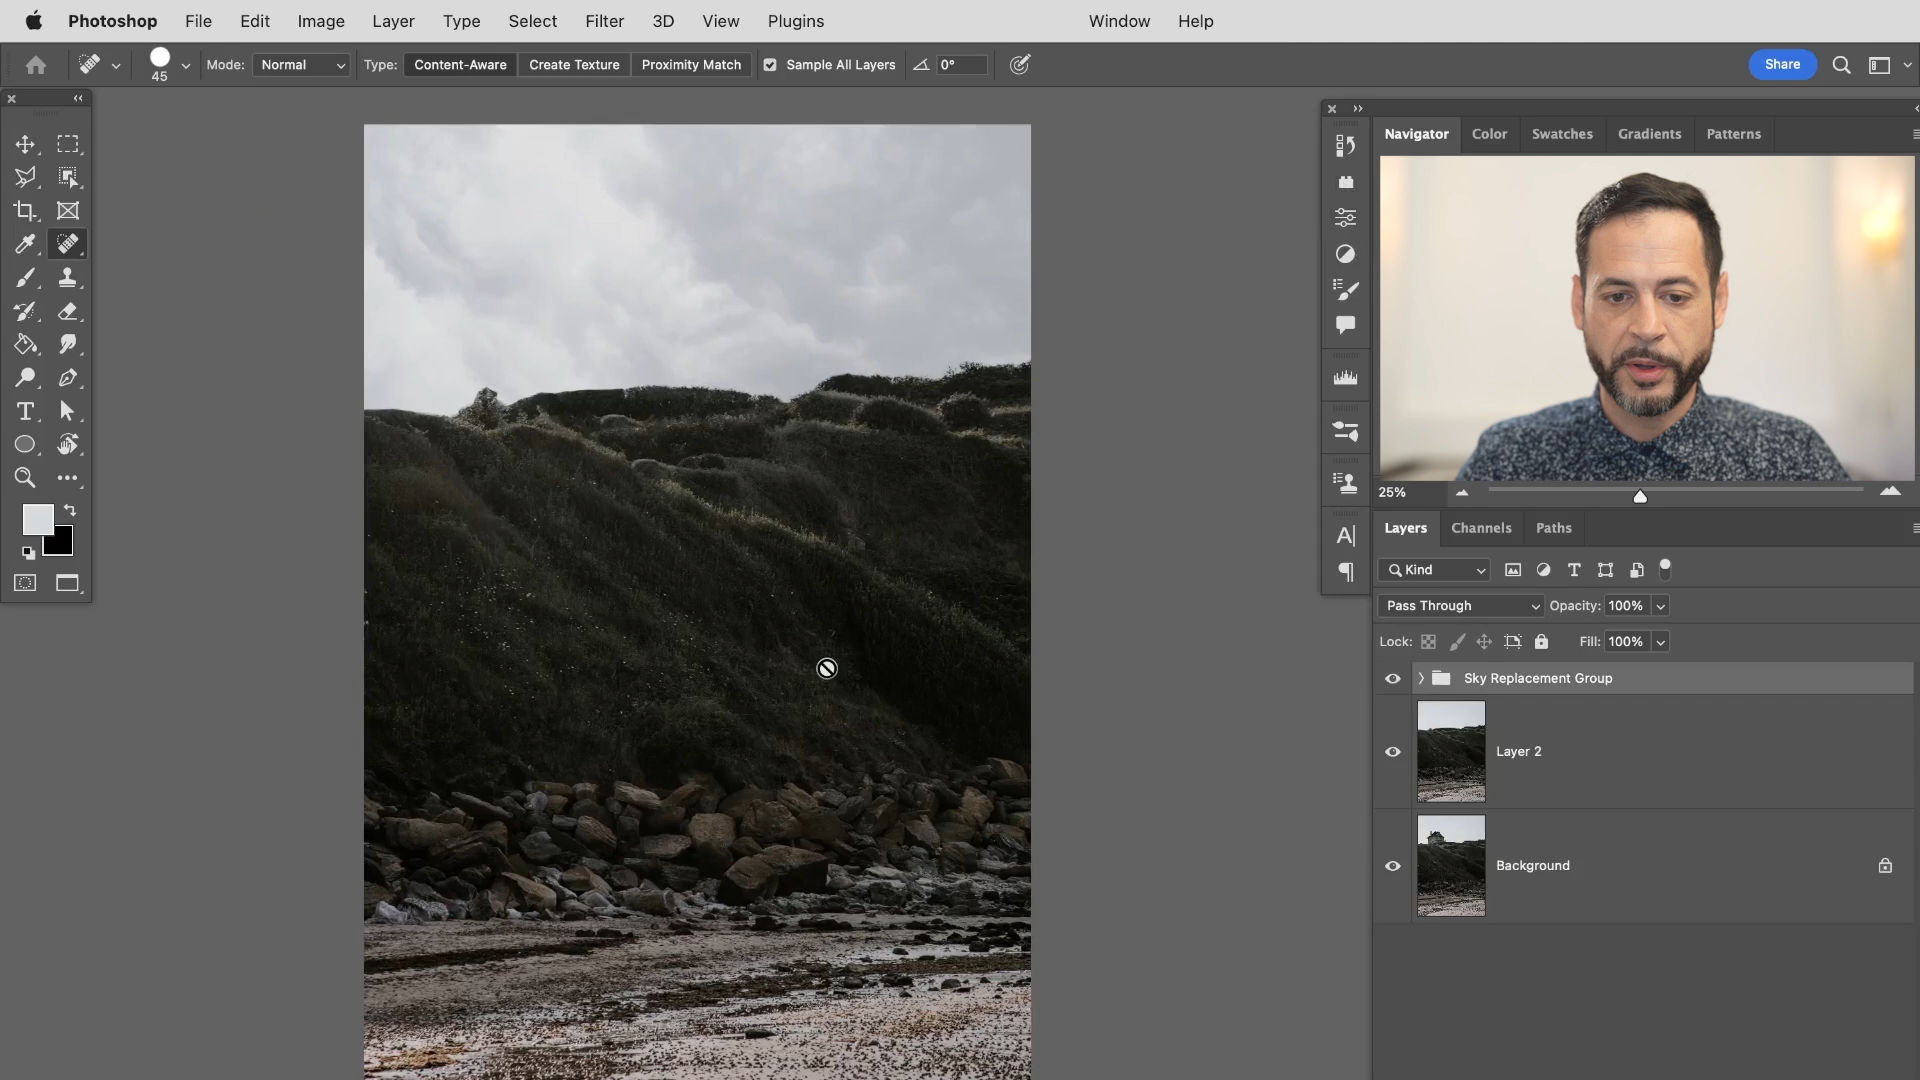 Photoshop File Edit Image Layer Type Select Filter 3D View Plugins Window Help
45 Mode: Normal Type: Content-Aware Create Texture Proximity Match Sample All Layers 0° Share
Navigator Color Swatches Gradients Patterns
25%
Layers Channels Paths
Kind
Pass Through Opacity: 100%
Lock: Fill: 100%
Sky Replacement Group
Layer 2
Background